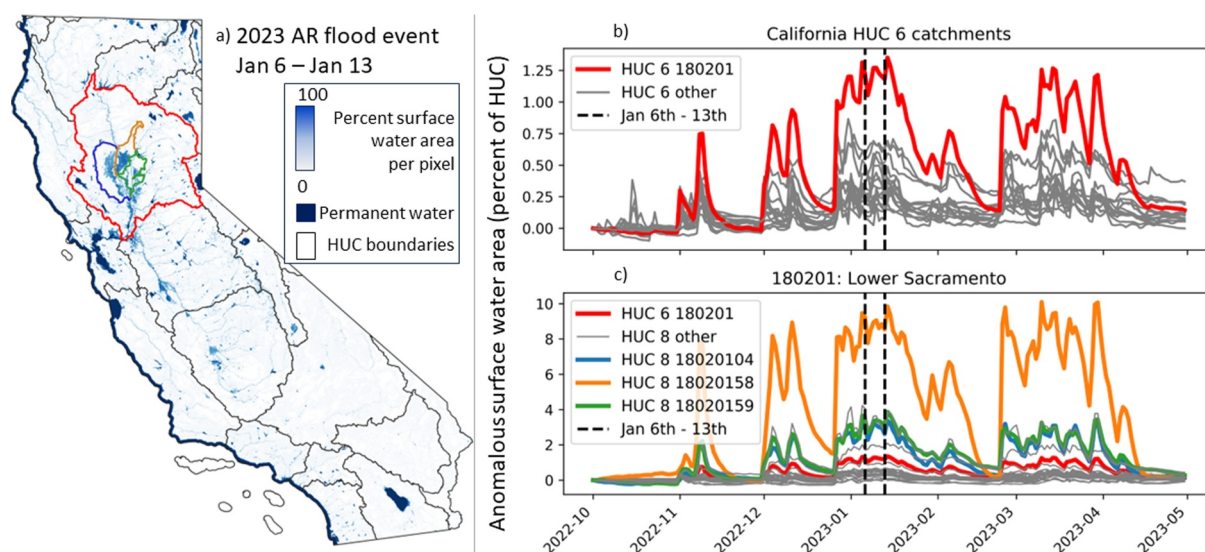 a) 2023 AR flood event
Jan 6 – Jan 13
100
Percent surface
water area
per pixel
0
Permanent water
HUC boundaries
Anomalous surface water area (percent of HUC)
b)
California HUC 6 catchments
1.25
1.00
0.75
0.50
0.25
0.00
HUC 6 180201
HUC 6 other
Jan 6th - 13th
c)
180201: Lower Sacramento
10
8
6
4
2
0
HUC 6 180201
HUC 8 other
HUC 8 18020104
HUC 8 18020158
HUC 8 18020159
Jan 6th - 13th
2022-10
2022-11
2022-12
2023-01
2023-02
2023-03
2023-04
2023-05